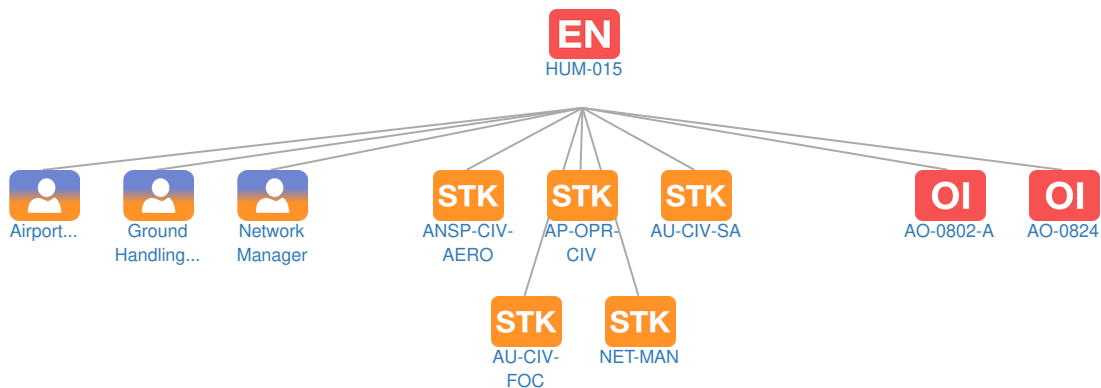 EN
HUM-015
Airport...
Ground
Handling...
Network
Manager
STK
ANSP-CIV-
AERO
STK
AP-OPR-
CIV
STK
AU-CIV-SA
OI
AO-0802-A
OI
AO-0824
STK
AU-CIV-
FOC
STK
NET-MAN